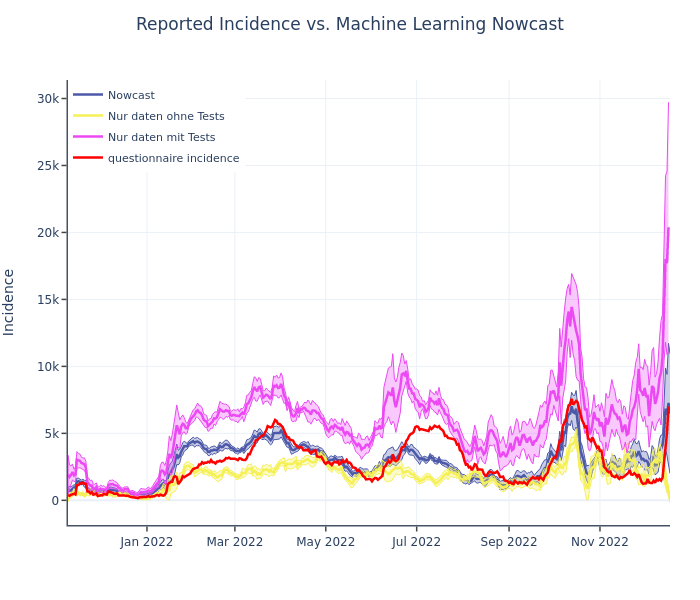 Reported Incidence vs. Machine Learning Nowcast
Nowcast
Nur daten ohne Tests
Nur daten mit Tests
questionnaire incidence
Incidence
30k
25k
20k
15k
10k
5k
0
Jan 2022
Mar 2022
May 2022
Jul 2022
Sep 2022
Nov 2022